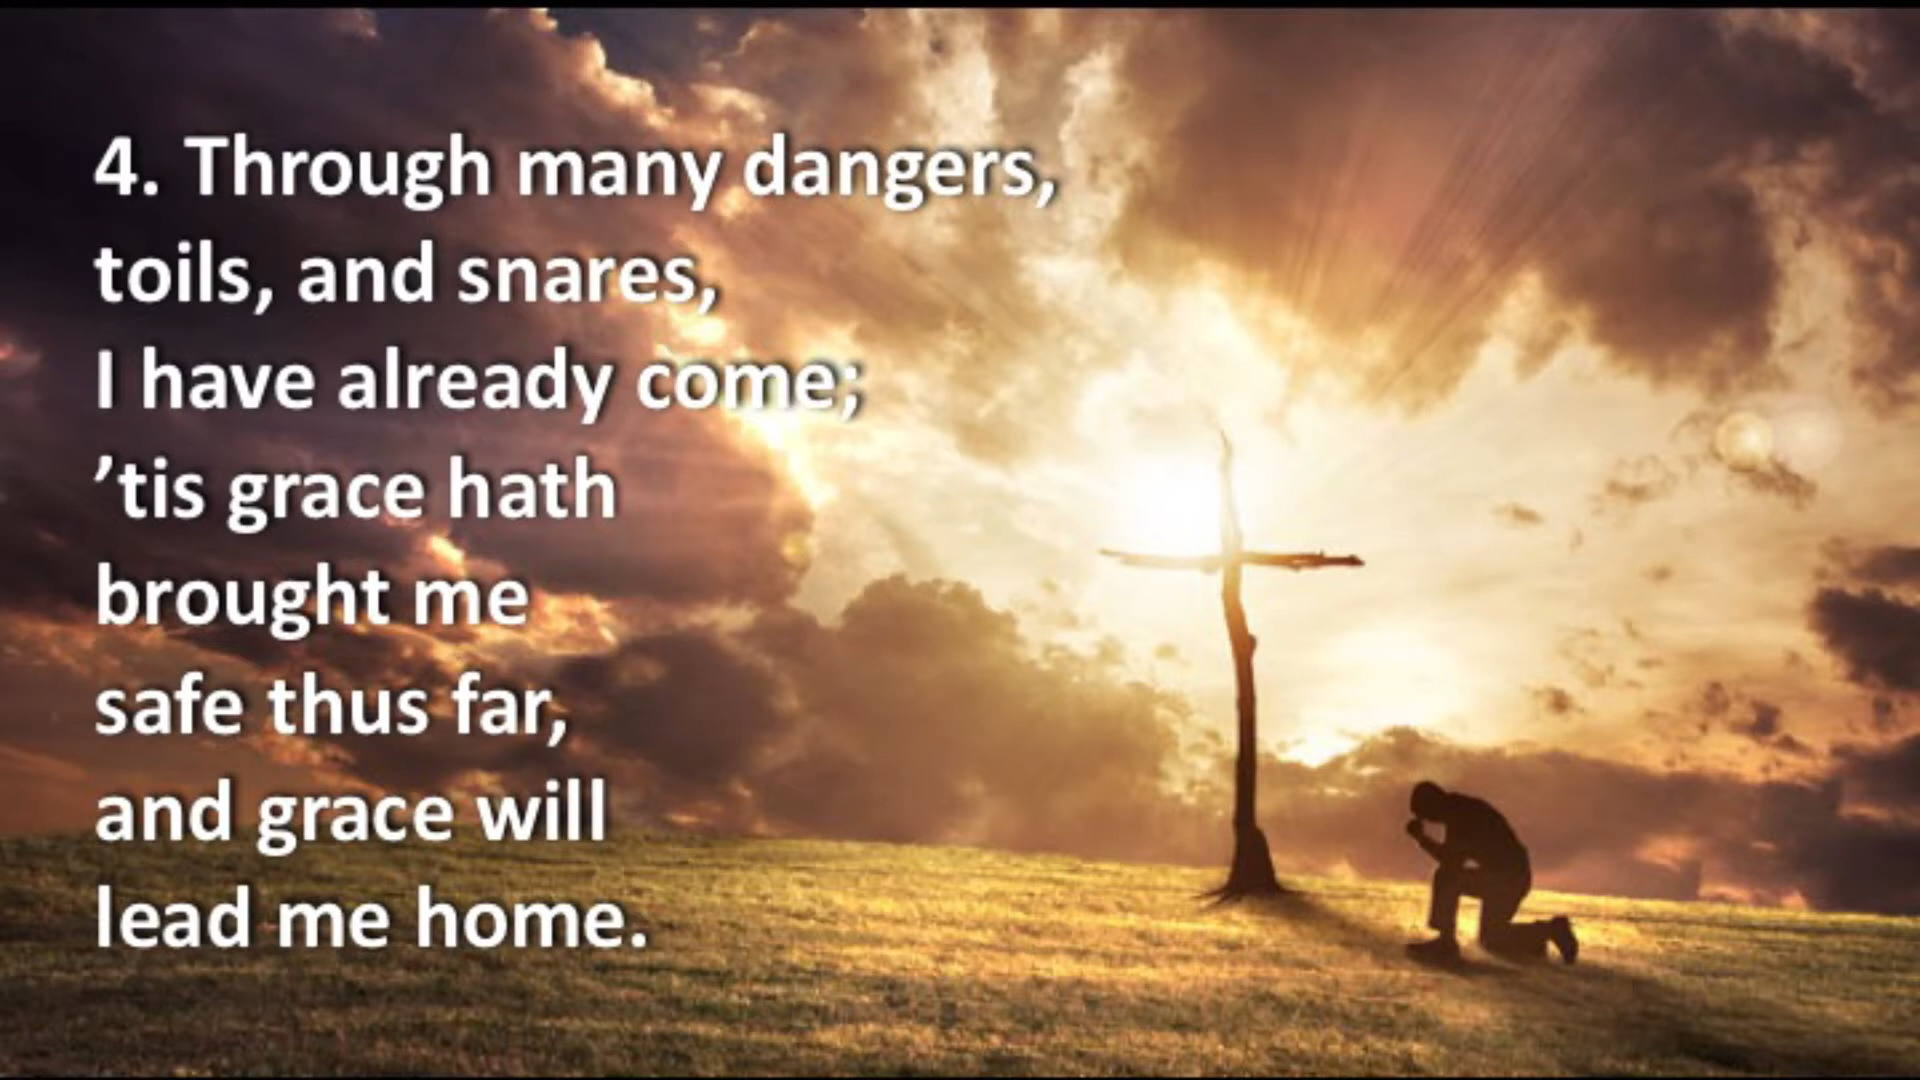 4. Through many dangers,
toils, and snares,
I have already come;
’tis grace hath
brought me
safe thus far,
and grace will
lead me home.